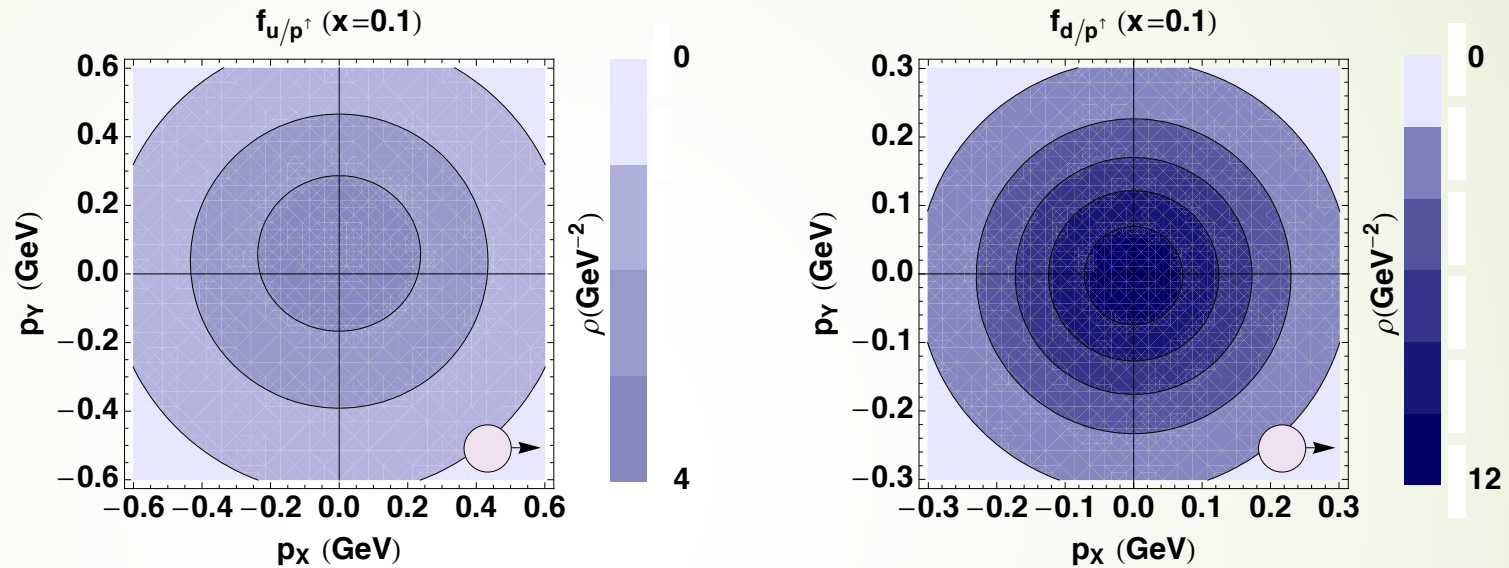 f_{u/p↑} (x=0.1)
0.6
0.4
0.2
0.0
−0.2
−0.4
−0.6
p_Y (GeV)
−0.6 −0.4 −0.2 0.0 0.2 0.4 0.6
p_X (GeV)
0
ρ(GeV⁻²)
4
f_{d/p↑} (x=0.1)
0.3
0.2
0.1
0.0
−0.1
−0.2
−0.3
p_Y (GeV)
−0.3 −0.2 −0.1 0.0 0.1 0.2 0.3
p_X (GeV)
0
ρ(GeV⁻²)
12